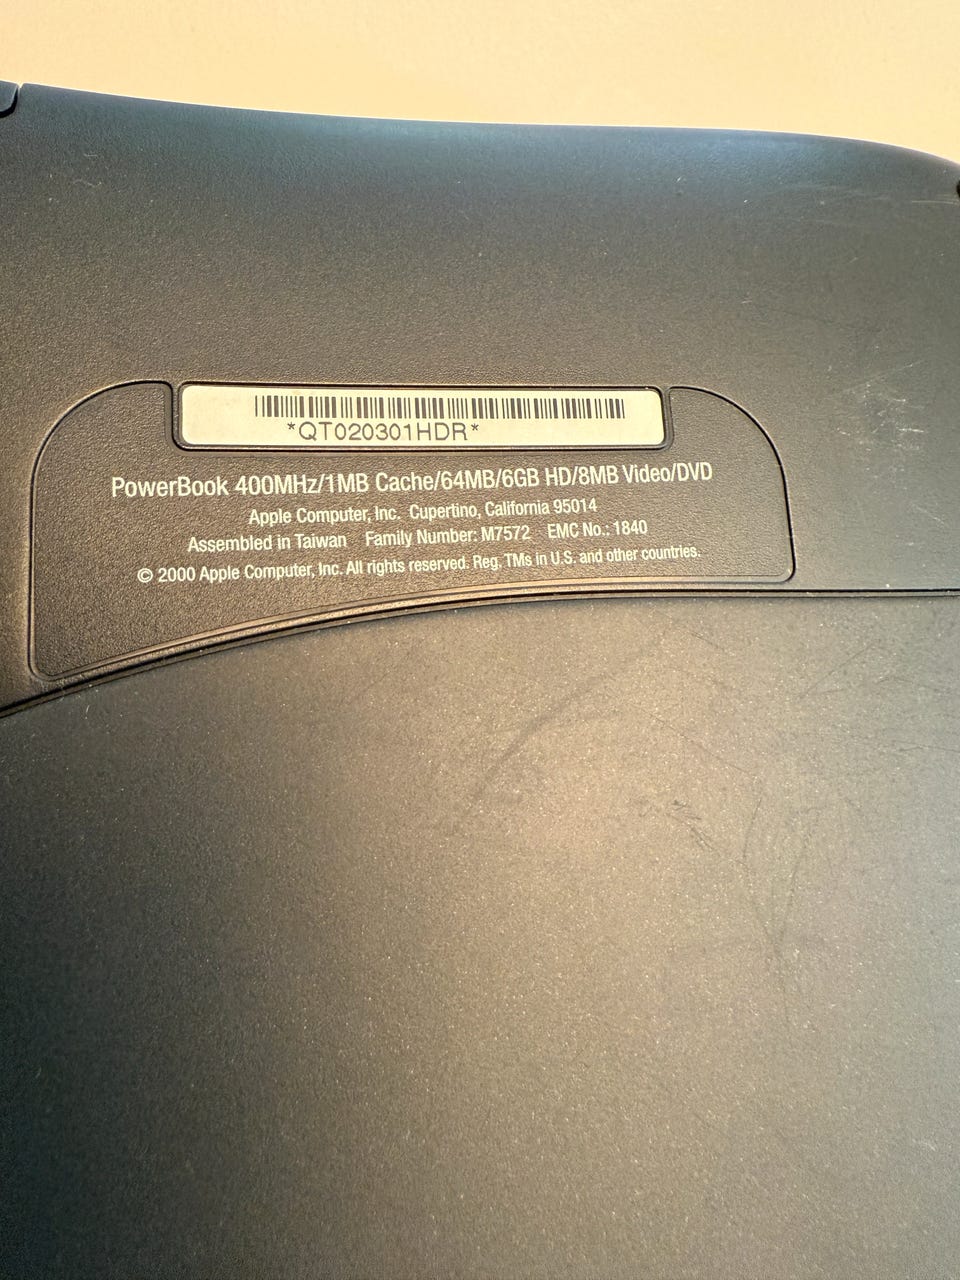 *QT020301HDR*
PowerBook 400MHz/1MB Cache/64MB/6GB HD/8MB Video/DVD
Apple Computer, Inc. Cupertino, California 95014
Assembled in Taiwan Family Number: M7572 EMC No.: 1840
© 2000 Apple Computer, Inc. All rights reserved. Reg. TMs in U.S. and other countries.